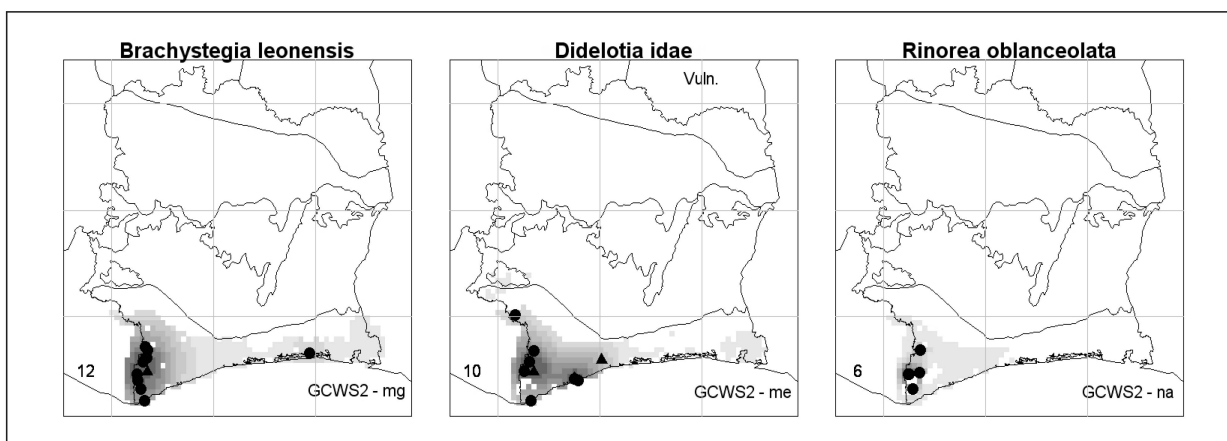 Brachystegia leonensis
12
GCWS2 - mg
Didelotia idae
Vuln.
10
GCWS2 - me
Rinorea oblanceolata
6
GCWS2 - na